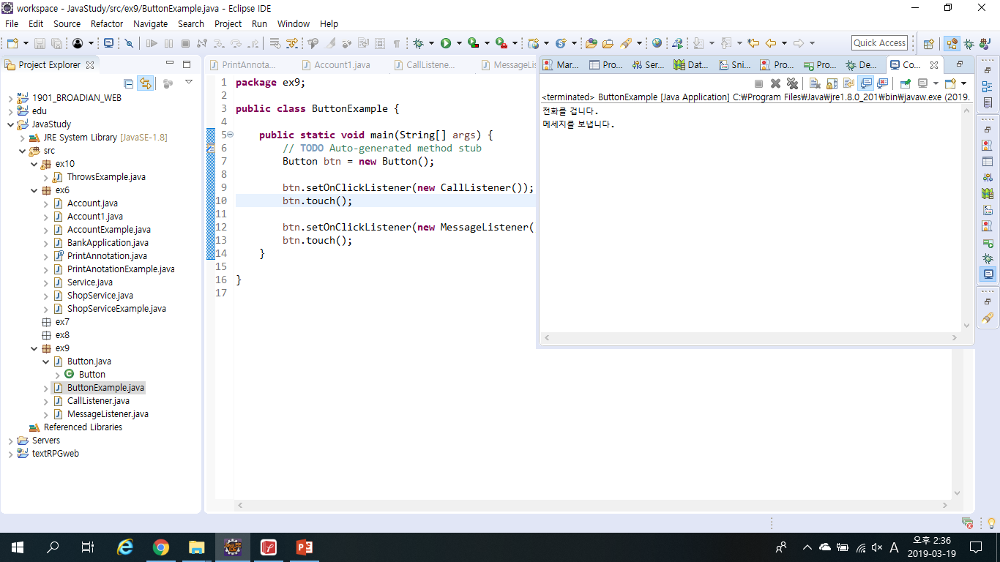 workspace - JavaStudy/src/ex9/ButtonExample.java - Eclipse IDE
File Edit Source Refactor Navigate Search Project Run Window Help
Quick Access
Project Explorer
1901_BROADIAN_WEB
edu
JavaStudy
JRE System Library [JavaSE-1.8]
src
ex10
ThrowsExample.java
ex6
Account.java
Account1.java
AccountExample.java
BankApplication.java
PrintAnnotation.java
PrintAnotationExample.java
Service.java
ShopService.java
ShopServiceExample.java
ex7
ex8
ex9
Button.java
Button
ButtonExample.java
CallListener.java
MessageListener.java
Referenced Libraries
Servers
textRPGweb
PrintAnnota... Account1.java CallListene... MessageLis
1 package ex9;
2
3 public class ButtonExample {
4
5 public static void main(String[] args) {
6 // TODO Auto-generated method stub
7 Button btn = new Button();
8
9 btn.setOnClickListener(new CallListener());
10 btn.touch();
11
12 btn.setOnClickListener(new MessageListener(
13 btn.touch();
14 }
15
16 }
17
Mar... Pro... Ser... Dat... Sni... Pro... Pro... De... Co...
<terminated> ButtonExample [Java Application] C:₩Program Files₩Java₩jre1.8.0_201₩bin₩javaw.exe (2019.
전화를 겁니다.
메세지를 보냅니다.
A
오후 2:36
2019-03-19